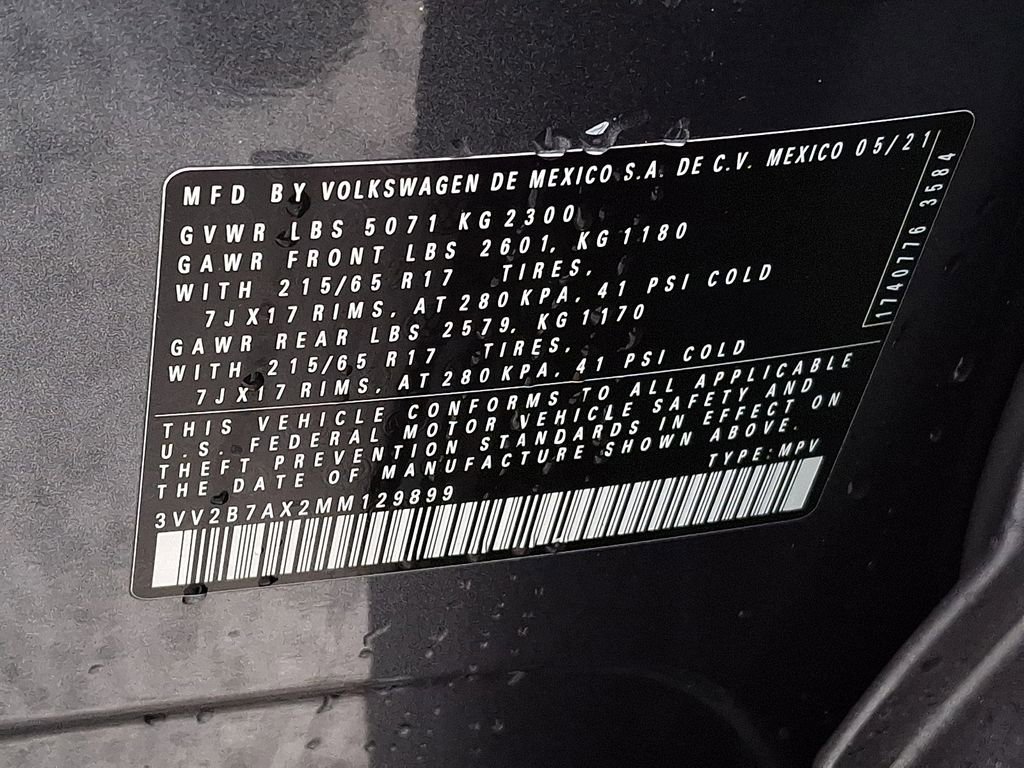 MFD BY VOLKSWAGEN DE MEXICO S.A. DE C.V. MEXICO 05/21
GVWR LBS 5071 KG 2300
GAWR FRONT LBS 2601, KG 1180
WITH 215/65 R17 TIRES,
7JX17 RIMS, AT 280 KPA, 41 PSI COLD
GAWR REAR LBS 2579, KG 1170
WITH 215/65 R17 TIRES,
7JX17 RIMS, AT 280 KPA, 41 PSI COLD
THIS VEHICLE CONFORMS TO ALL APPLICABLE
U.S. FEDERAL MOTOR VEHICLE SAFETY AND
THEFT PREVENTION STANDARDS IN EFFECT ON
THE DATE OF MANUFACTURE SHOWN ABOVE.
TYPE: MPV
3VV2B7AX2MM129899
1740776 3584